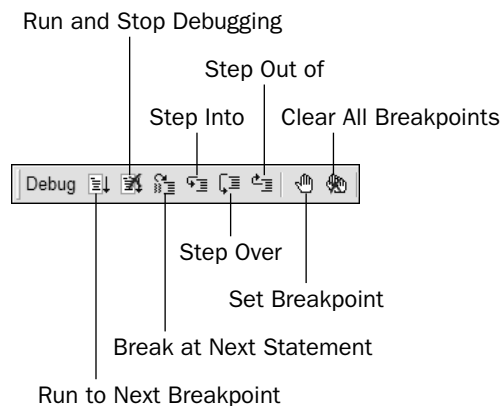 Run and Stop Debugging
Step Out of
Step Into
Clear All Breakpoints
Debug
Step Over
Set Breakpoint
Break at Next Statement
Run to Next Breakpoint